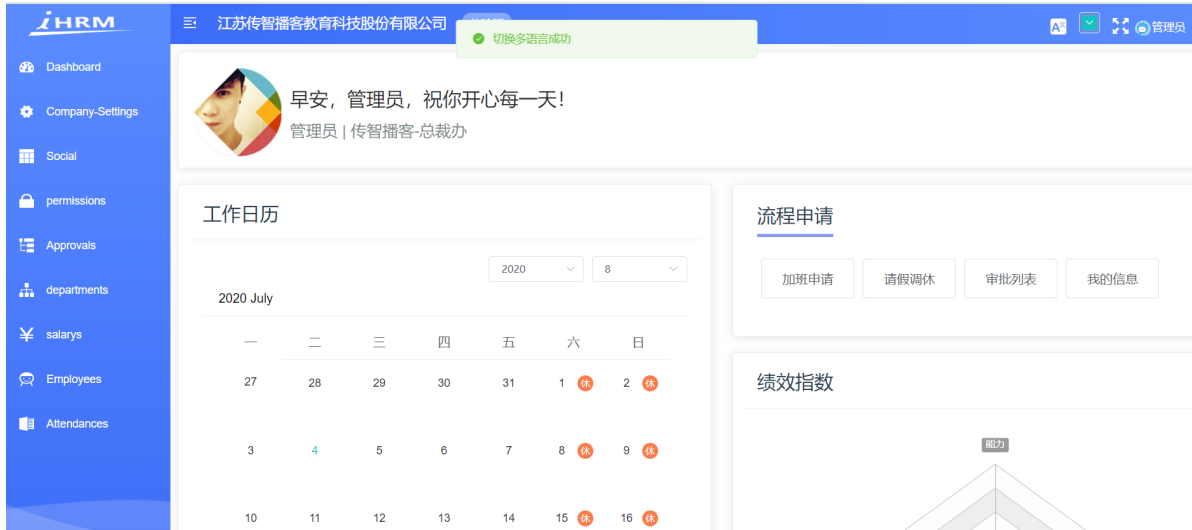 iHRM
江苏传智播客教育科技股份有限公司
切换多语言成功
管理员
Dashboard
Company-Settings
Social
permissions
Approvals
departments
salarys
Employees
Attendances
早安，管理员，祝你开心每一天！
管理员 | 传智播客-总裁办
工作日历
2020 8
2020 July
一 二 三 四 五 六 日
27 28 29 30 31 1 休 2 休
3 4 5 6 7 8 休 9 休
10 11 12 13 14 15 休 16 休
流程申请
加班申请 请假调休 审批列表 我的信息
绩效指数
能力